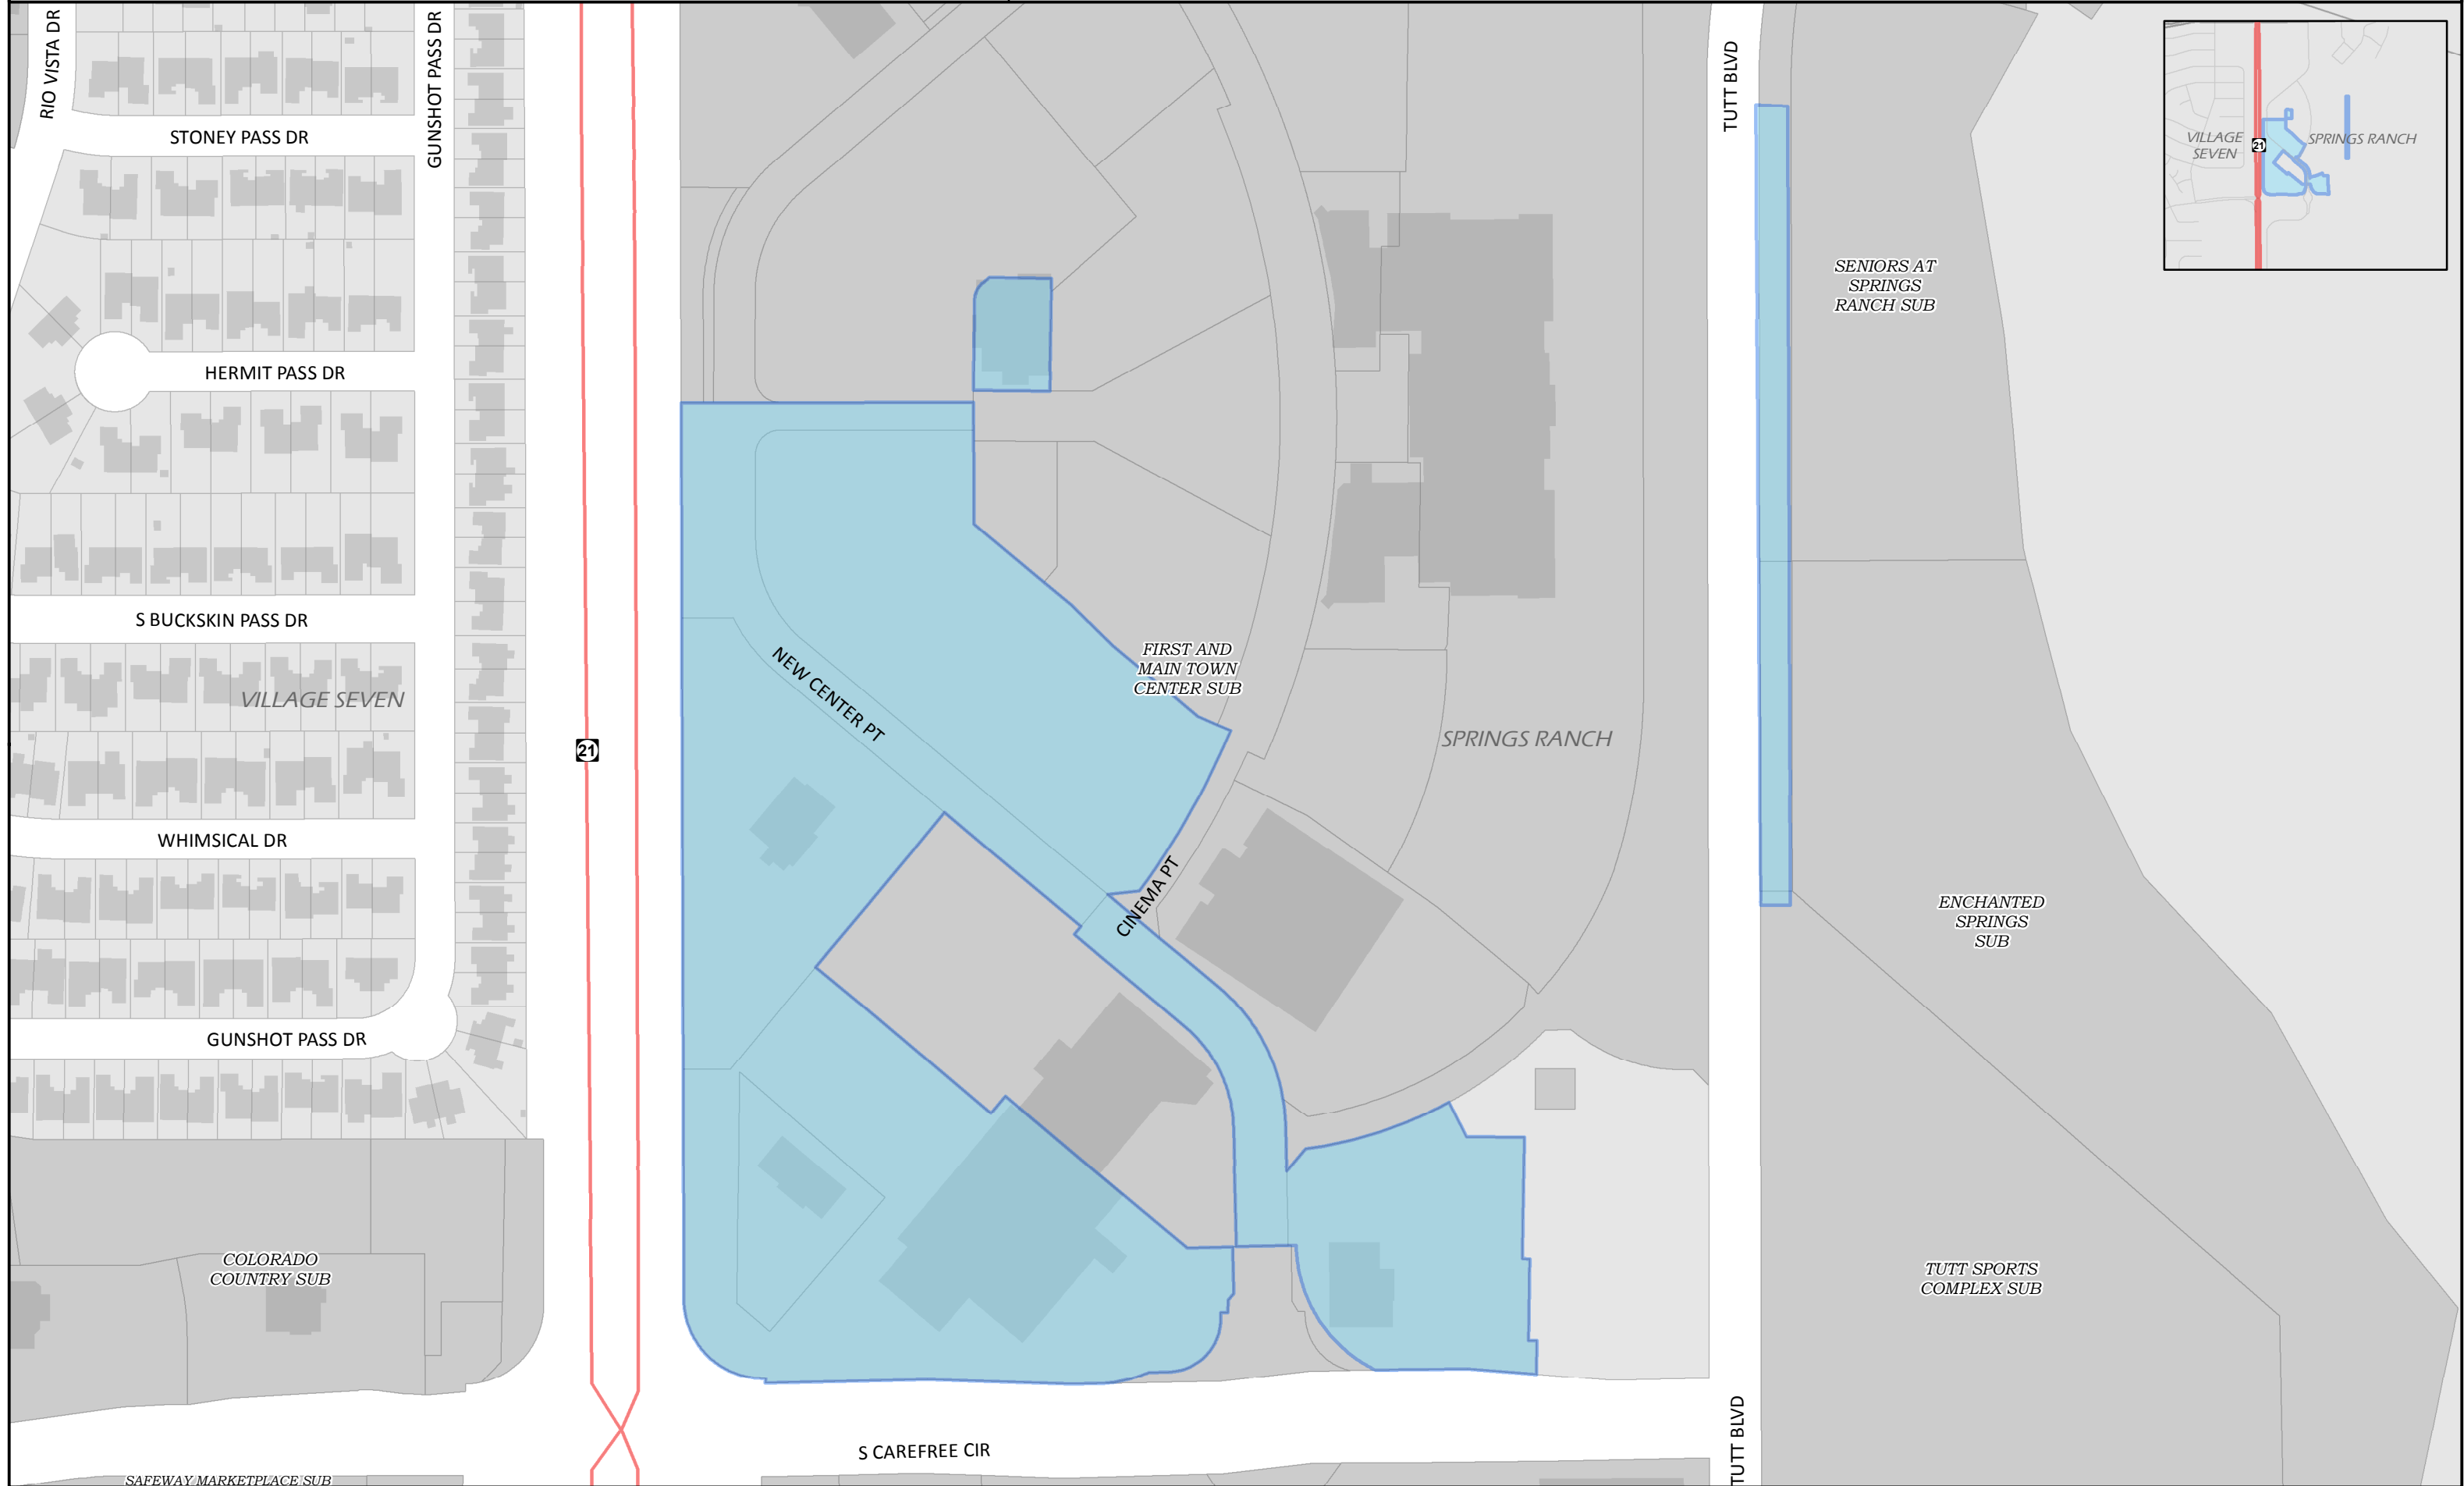 RIO VISTA DR
GUNSHOT PASS DR
TUTT BLVD
STONEY PASS DR
VILLAGE
SEVEN
21
SPRINGS RANCH
SENIORS AT
SPRINGS
RANCH SUB
HERMIT PASS DR
S BUCKSKIN PASS DR
FIRST AND
MAIN TOWN
CENTER SUB
NEW CENTER PT
VILLAGE SEVEN
21
SPRINGS RANCH
WHIMSICAL DR
CINEMA PT
ENCHANTED
SPRINGS
SUB
GUNSHOT PASS DR
COLORADO
COUNTRY SUB
TUTT SPORTS
COMPLEX SUB
S CAREFREE CIR
TUTT BLVD
SAFEWAY MARKETPLACE SUB